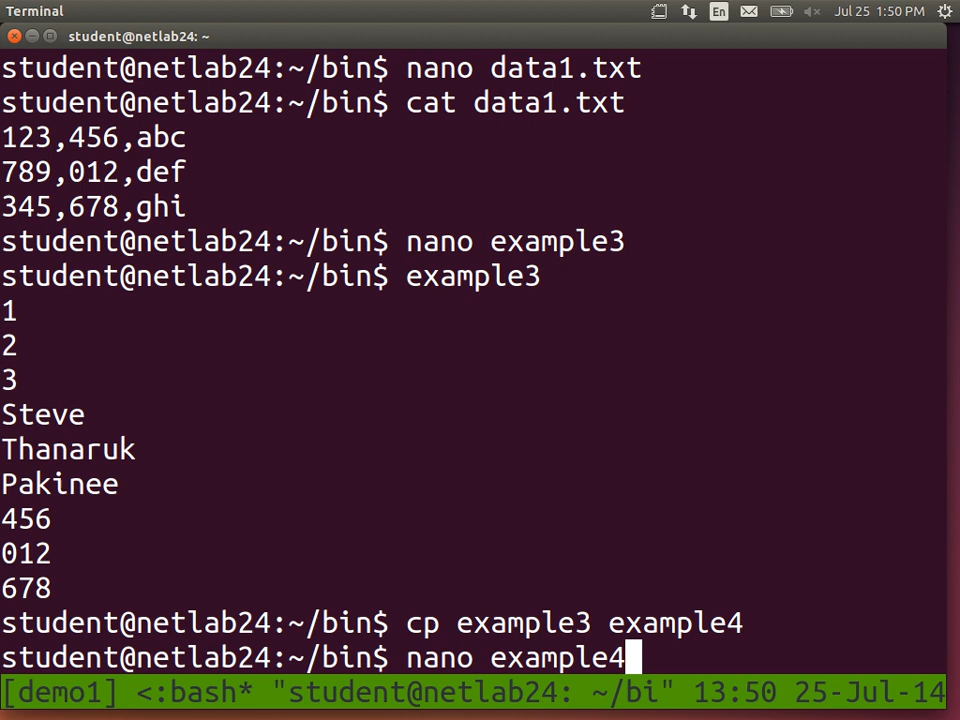 Terminal
En
Jul 25 1:50 PM
student@netlab24: ~
student@netlab24:~/bin$ nano data1.txt
student@netlab24:~/bin$ cat data1.txt
123,456,abc
789,012,def
345,678,ghi
student@netlab24:~/bin$ nano example3
student@netlab24:~/bin$ example3
1
2
3
Steve
Thanaruk
Pakinee
456
012
678
student@netlab24:~/bin$ cp example3 example4
student@netlab24:~/bin$ nano example4
[demo1] <:bash* "student@netlab24: ~/bi" 13:50 25-Jul-14